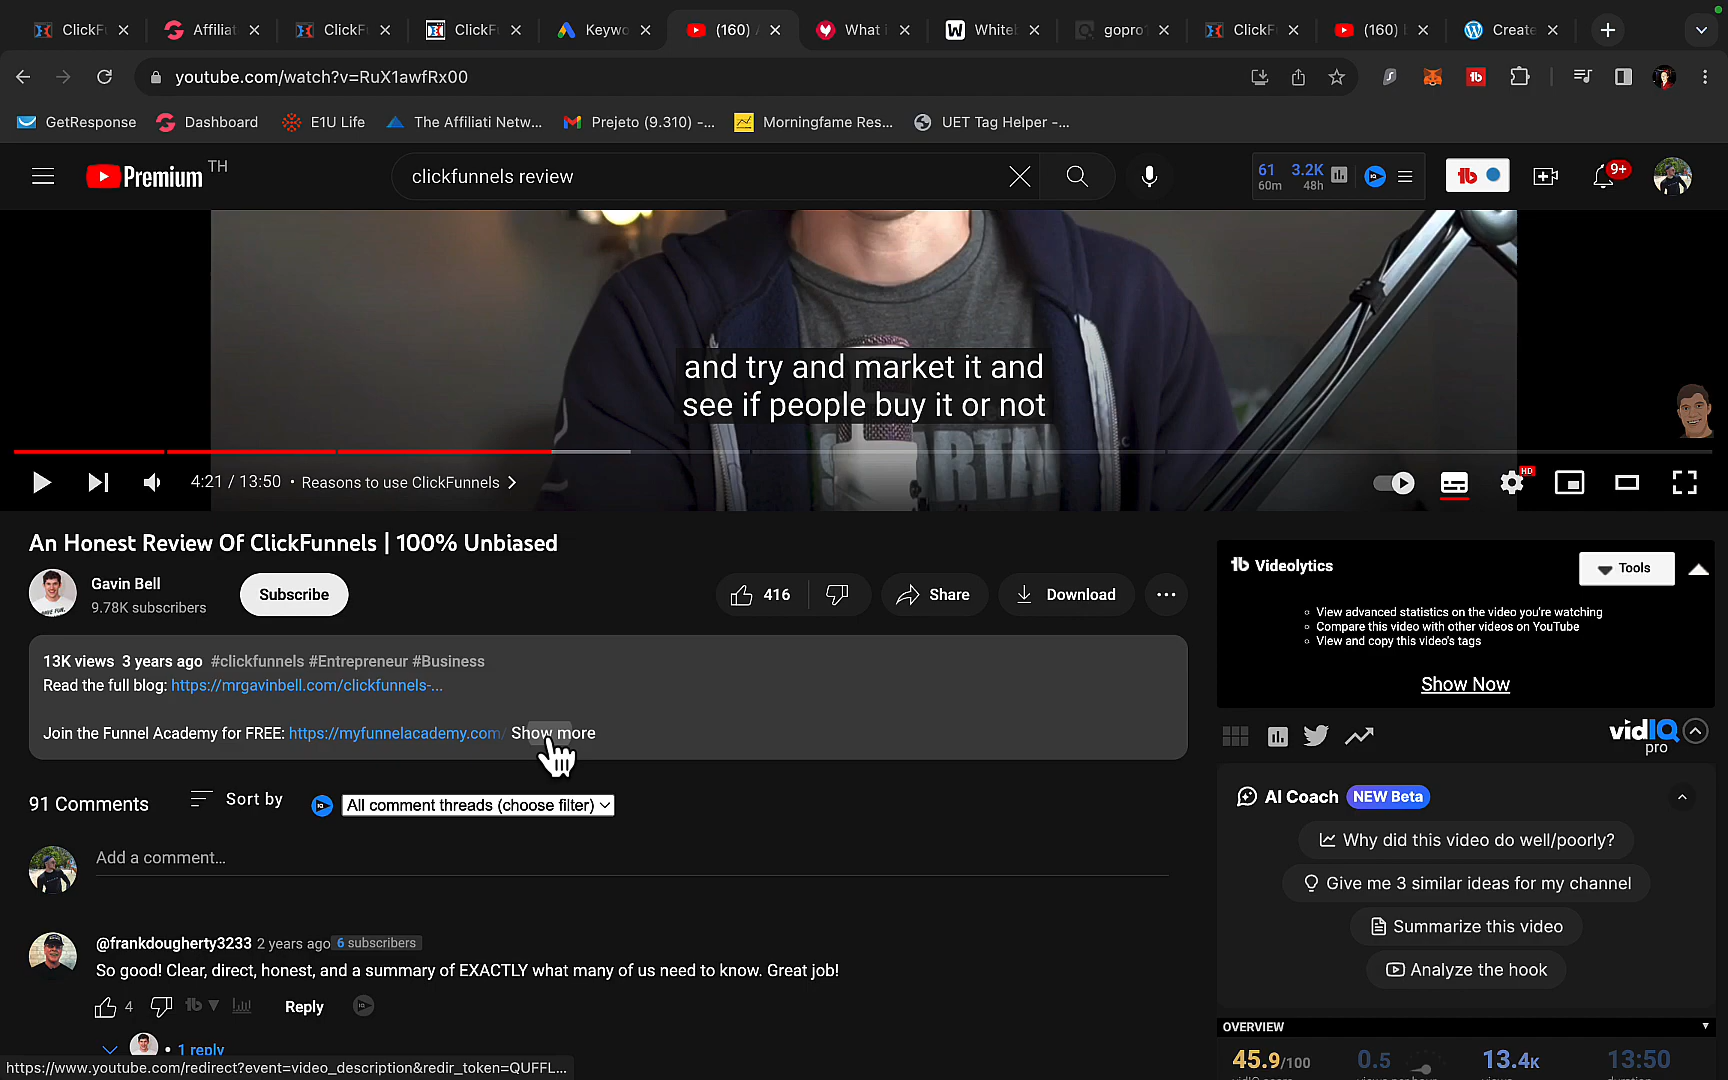 ClickFu
Affiliat
ClickFu
ClickFu
Keywo
(160)
What i
Whiteb
gopro
ClickFu
(160)
Create
youtube.com/watch?v=RuX1awfRx00
GetResponse
Dashboard
E1U Life
The Affiliati Netw...
Prejeto (9.310) -...
Morningfame Res...
UET Tag Helper -...
Premium TH
clickfunnels review
61 3.2K
60m 48h
9+
and try and market it and
see if people buy it or not
4:21 / 13:50 • Reasons to use ClickFunnels
HD
An Honest Review Of ClickFunnels | 100% Unbiased
Gavin Bell
9.78K subscribers
Subscribe
416
Share
Download
13K views 3 years ago #clickfunnels #Entrepreneur #Business
Read the full blog: https://mrgavinbell.com/clickfunnels-...
Join the Funnel Academy for FREE: https://myfunnelacademy.com/ Show more
91 Comments
Sort by
All comment threads (choose filter)
Add a comment...
@frankdougherty3233 2 years ago 6 subscribers
So good! Clear, direct, honest, and a summary of EXACTLY what many of us need to know. Great job!
4
Reply
• 1 reply
https://www.youtube.com/redirect?event=video_description&redir_token=QUFFL...
Videolytics
Tools
View advanced statistics on the video you're watching
Compare this video with other videos on YouTube
View and copy this video's tags
Show Now
vidIQ
pro
AI Coach NEW Beta
Why did this video do well/poorly?
Give me 3 similar ideas for my channel
Summarize this video
Analyze the hook
OVERVIEW
45.9/100
0.5
13.4K
13:50